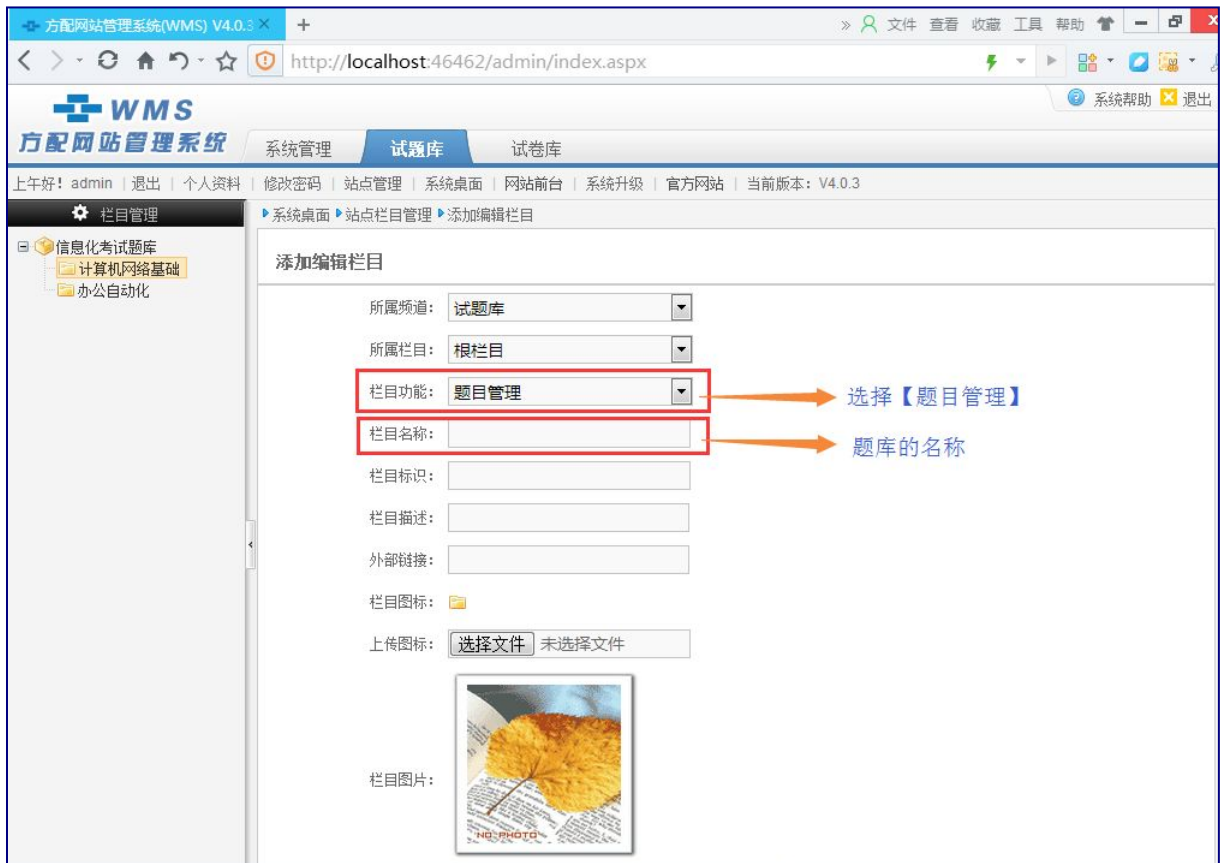 方配网站管理系统(WMS) V4.0.3
» 文件 查看 收藏 工具 帮助
http://localhost:46462/admin/index.aspx
WMS
方配网站管理系统
系统帮助 退出
系统管理 试题库 试卷库
上午好！admin | 退出 | 个人资料 | 修改密码 | 站点管理 | 系统桌面 | 网站前台 | 系统升级 | 官方网站 | 当前版本：V4.0.3
栏目管理
系统桌面 站点栏目管理 添加编辑栏目
信息化考试题库
计算机网络基础
办公自动化
添加编辑栏目
所属频道： 试题库
所属栏目： 根栏目
栏目功能： 题目管理
选择【题目管理】
栏目名称：
题库的名称
栏目标识：
栏目描述：
外部链接：
栏目图标：
上传图标： 选择文件 未选择文件
栏目图片：
NO PHOTO